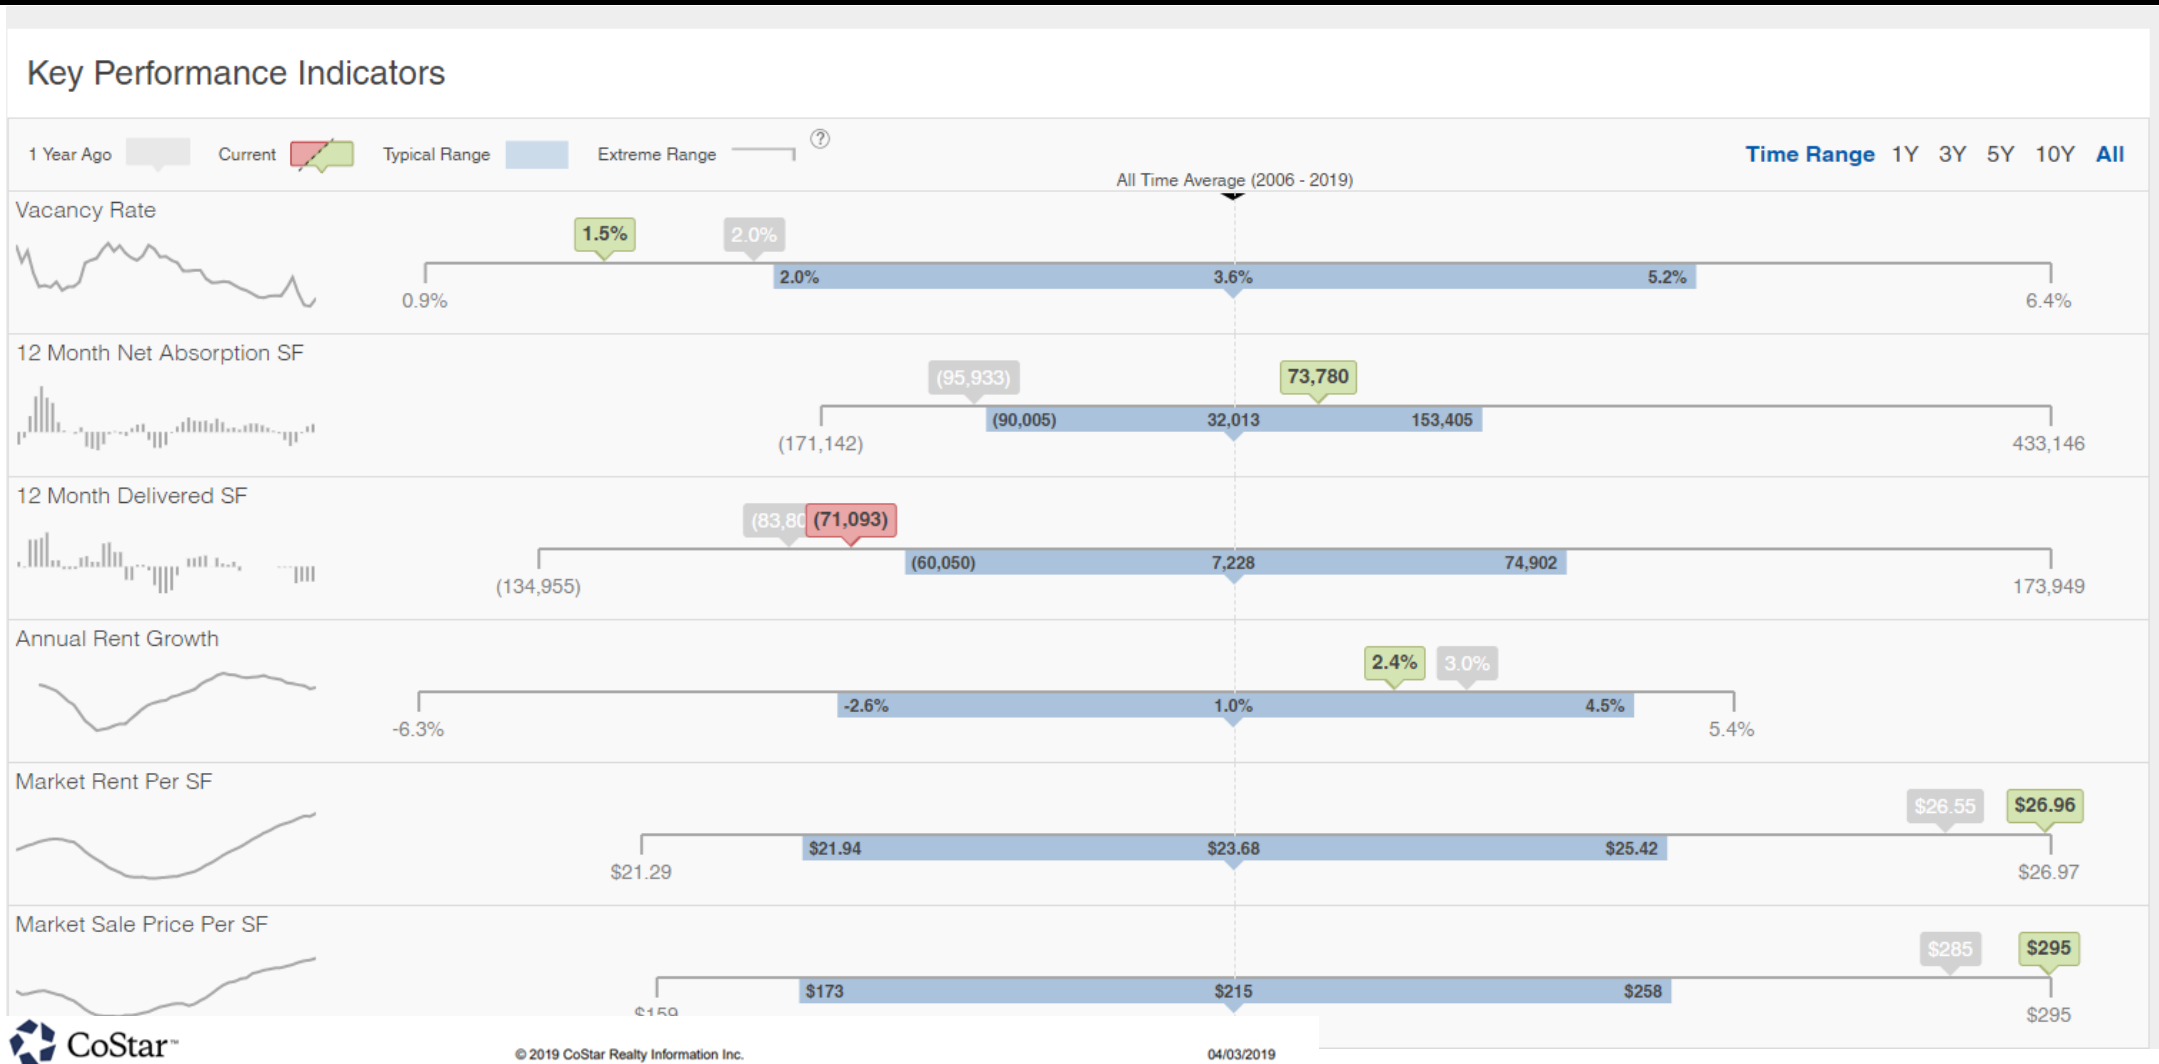 Key Performance Indicators
1 Year Ago Current Typical Range Extreme Range ? Time Range 1Y 3Y 5Y 10Y All
All Time Average (2006 - 2019)
Vacancy Rate
1.5% 2.0%
2.0% 3.6% 5.2%
0.9% 6.4%
12 Month Net Absorption SF
(95,933) 73,780
(90,005) 32,013 153,405
(171,142) 433,146
12 Month Delivered SF
(83,80 (71,093)
(60,050) 7,228 74,902
(134,955) 173,949
Annual Rent Growth
2.4% 3.0%
-2.6% 1.0% 4.5%
-6.3% 5.4%
Market Rent Per SF
$26.55 $26.96
$21.94 $23.68 $25.42
$21.29 $26.97
Market Sale Price Per SF
$285 $295
$173 $215 $258
$159 $295
CoStar™
© 2019 CoStar Realty Information Inc. 04/03/2019